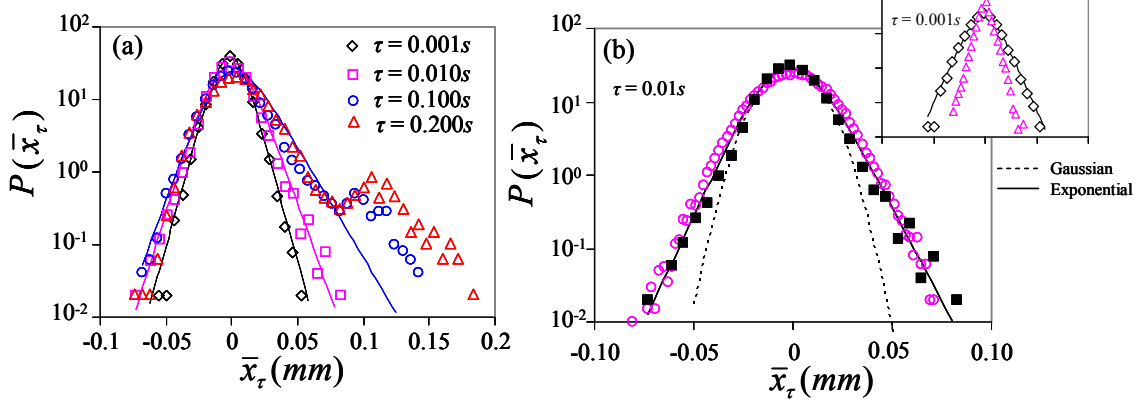 (a)
τ = 0.001s
τ = 0.010s
τ = 0.100s
τ = 0.200s
P(x̅τ)
10²
10¹
10⁰
10⁻¹
10⁻²
-0.1 -0.05 0 0.05 0.1 0.15 0.2
x̅τ (mm)
(b)
τ = 0.01s
P(x̅τ)
10²
10¹
10⁰
10⁻¹
10⁻²
-0.10 -0.05 0 0.05 0.10
x̅τ (mm)
τ = 0.001s
Gaussian
Exponential